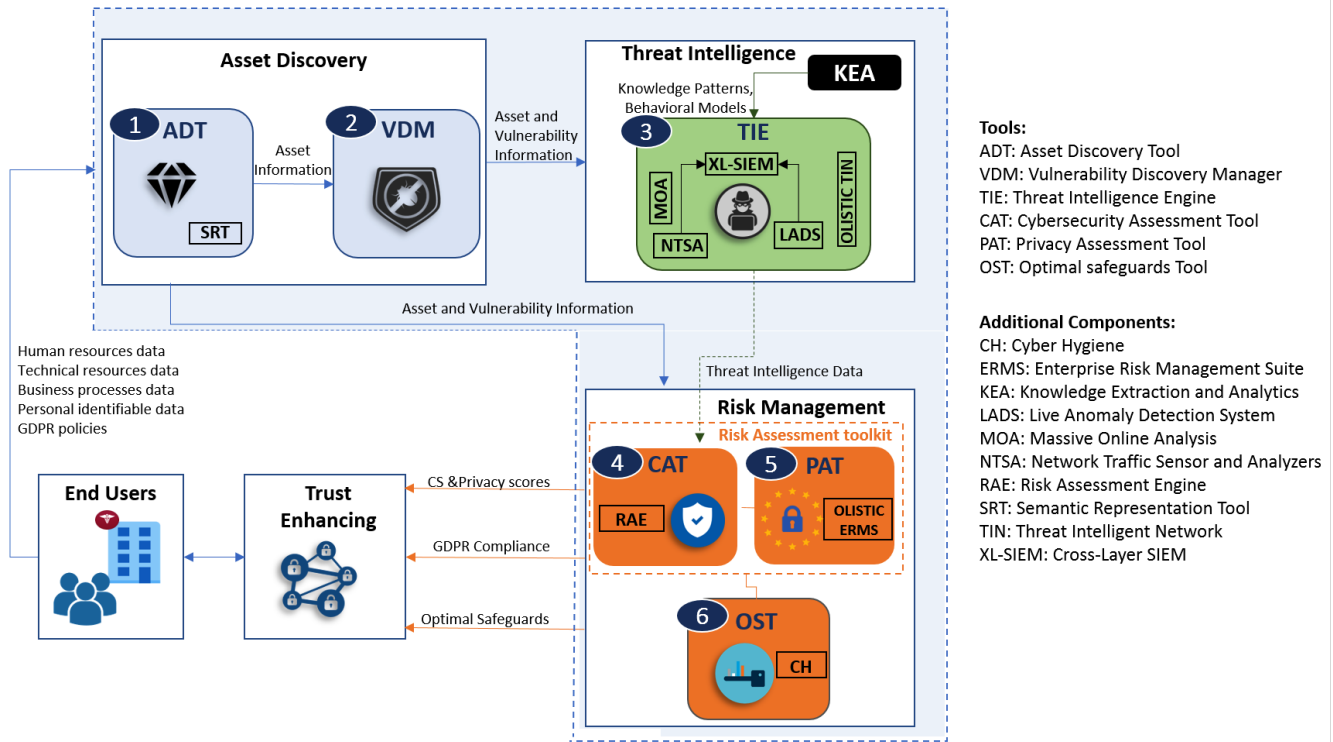 Asset Discovery
1
ADT
SRT
Asset
Information
2
VDM
Asset and
Vulnerability
Information
Threat Intelligence
KEA
Knowledge Patterns,
Behavioral Models
3
TIE
XL-SIEM
MOA
NTSA
LADS
OLISTIC TIN
Asset and Vulnerability Information
Human resources data
Technical resources data
Business processes data
Personal identifiable data
GDPR policies
Threat Intelligence Data
Risk Management
Risk Assessment toolkit
4
CAT
RAE
5
PAT
OLISTIC
ERMS
6
OST
CH
CS &Privacy scores
GDPR Compliance
Optimal Safeguards
End Users
Trust
Enhancing
Tools:
ADT: Asset Discovery Tool
VDM: Vulnerability Discovery Manager
TIE: Threat Intelligence Engine
CAT: Cybersecurity Assessment Tool
PAT: Privacy Assessment Tool
OST: Optimal safeguards Tool
Additional Components:
CH: Cyber Hygiene
ERMS: Enterprise Risk Management Suite
KEA: Knowledge Extraction and Analytics
LADS: Live Anomaly Detection System
MOA: Massive Online Analysis
NTSA: Network Traffic Sensor and Analyzers
RAE: Risk Assessment Engine
SRT: Semantic Representation Tool
TIN: Threat Intelligent Network
XL-SIEM: Cross-Layer SIEM